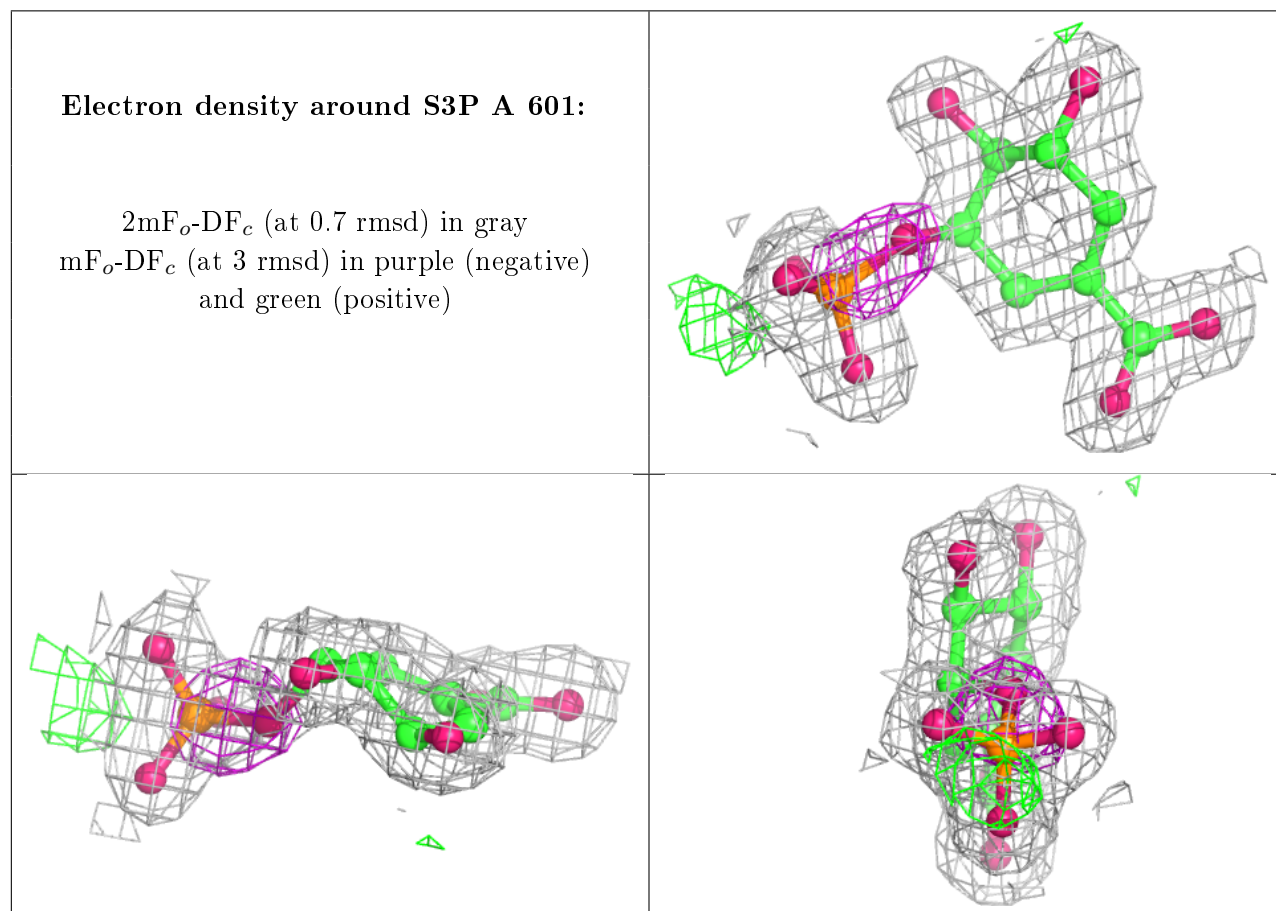 Electron density around S3P A 601:
2mFo-DFc (at 0.7 rmsd) in gray
mFo-DFc (at 3 rmsd) in purple (negative)
and green (positive)